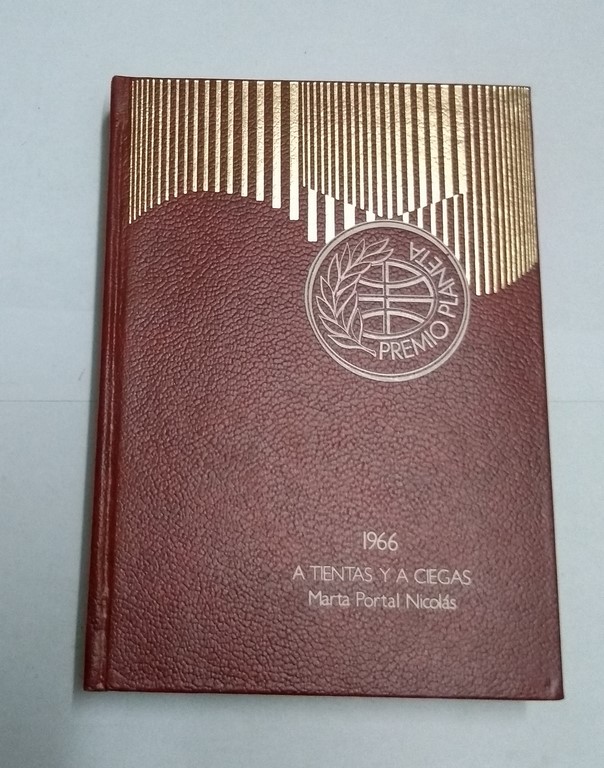 PREMIO PLANETA
1966
A TIENTAS Y A CIEGAS
Marta Portal Nicolás